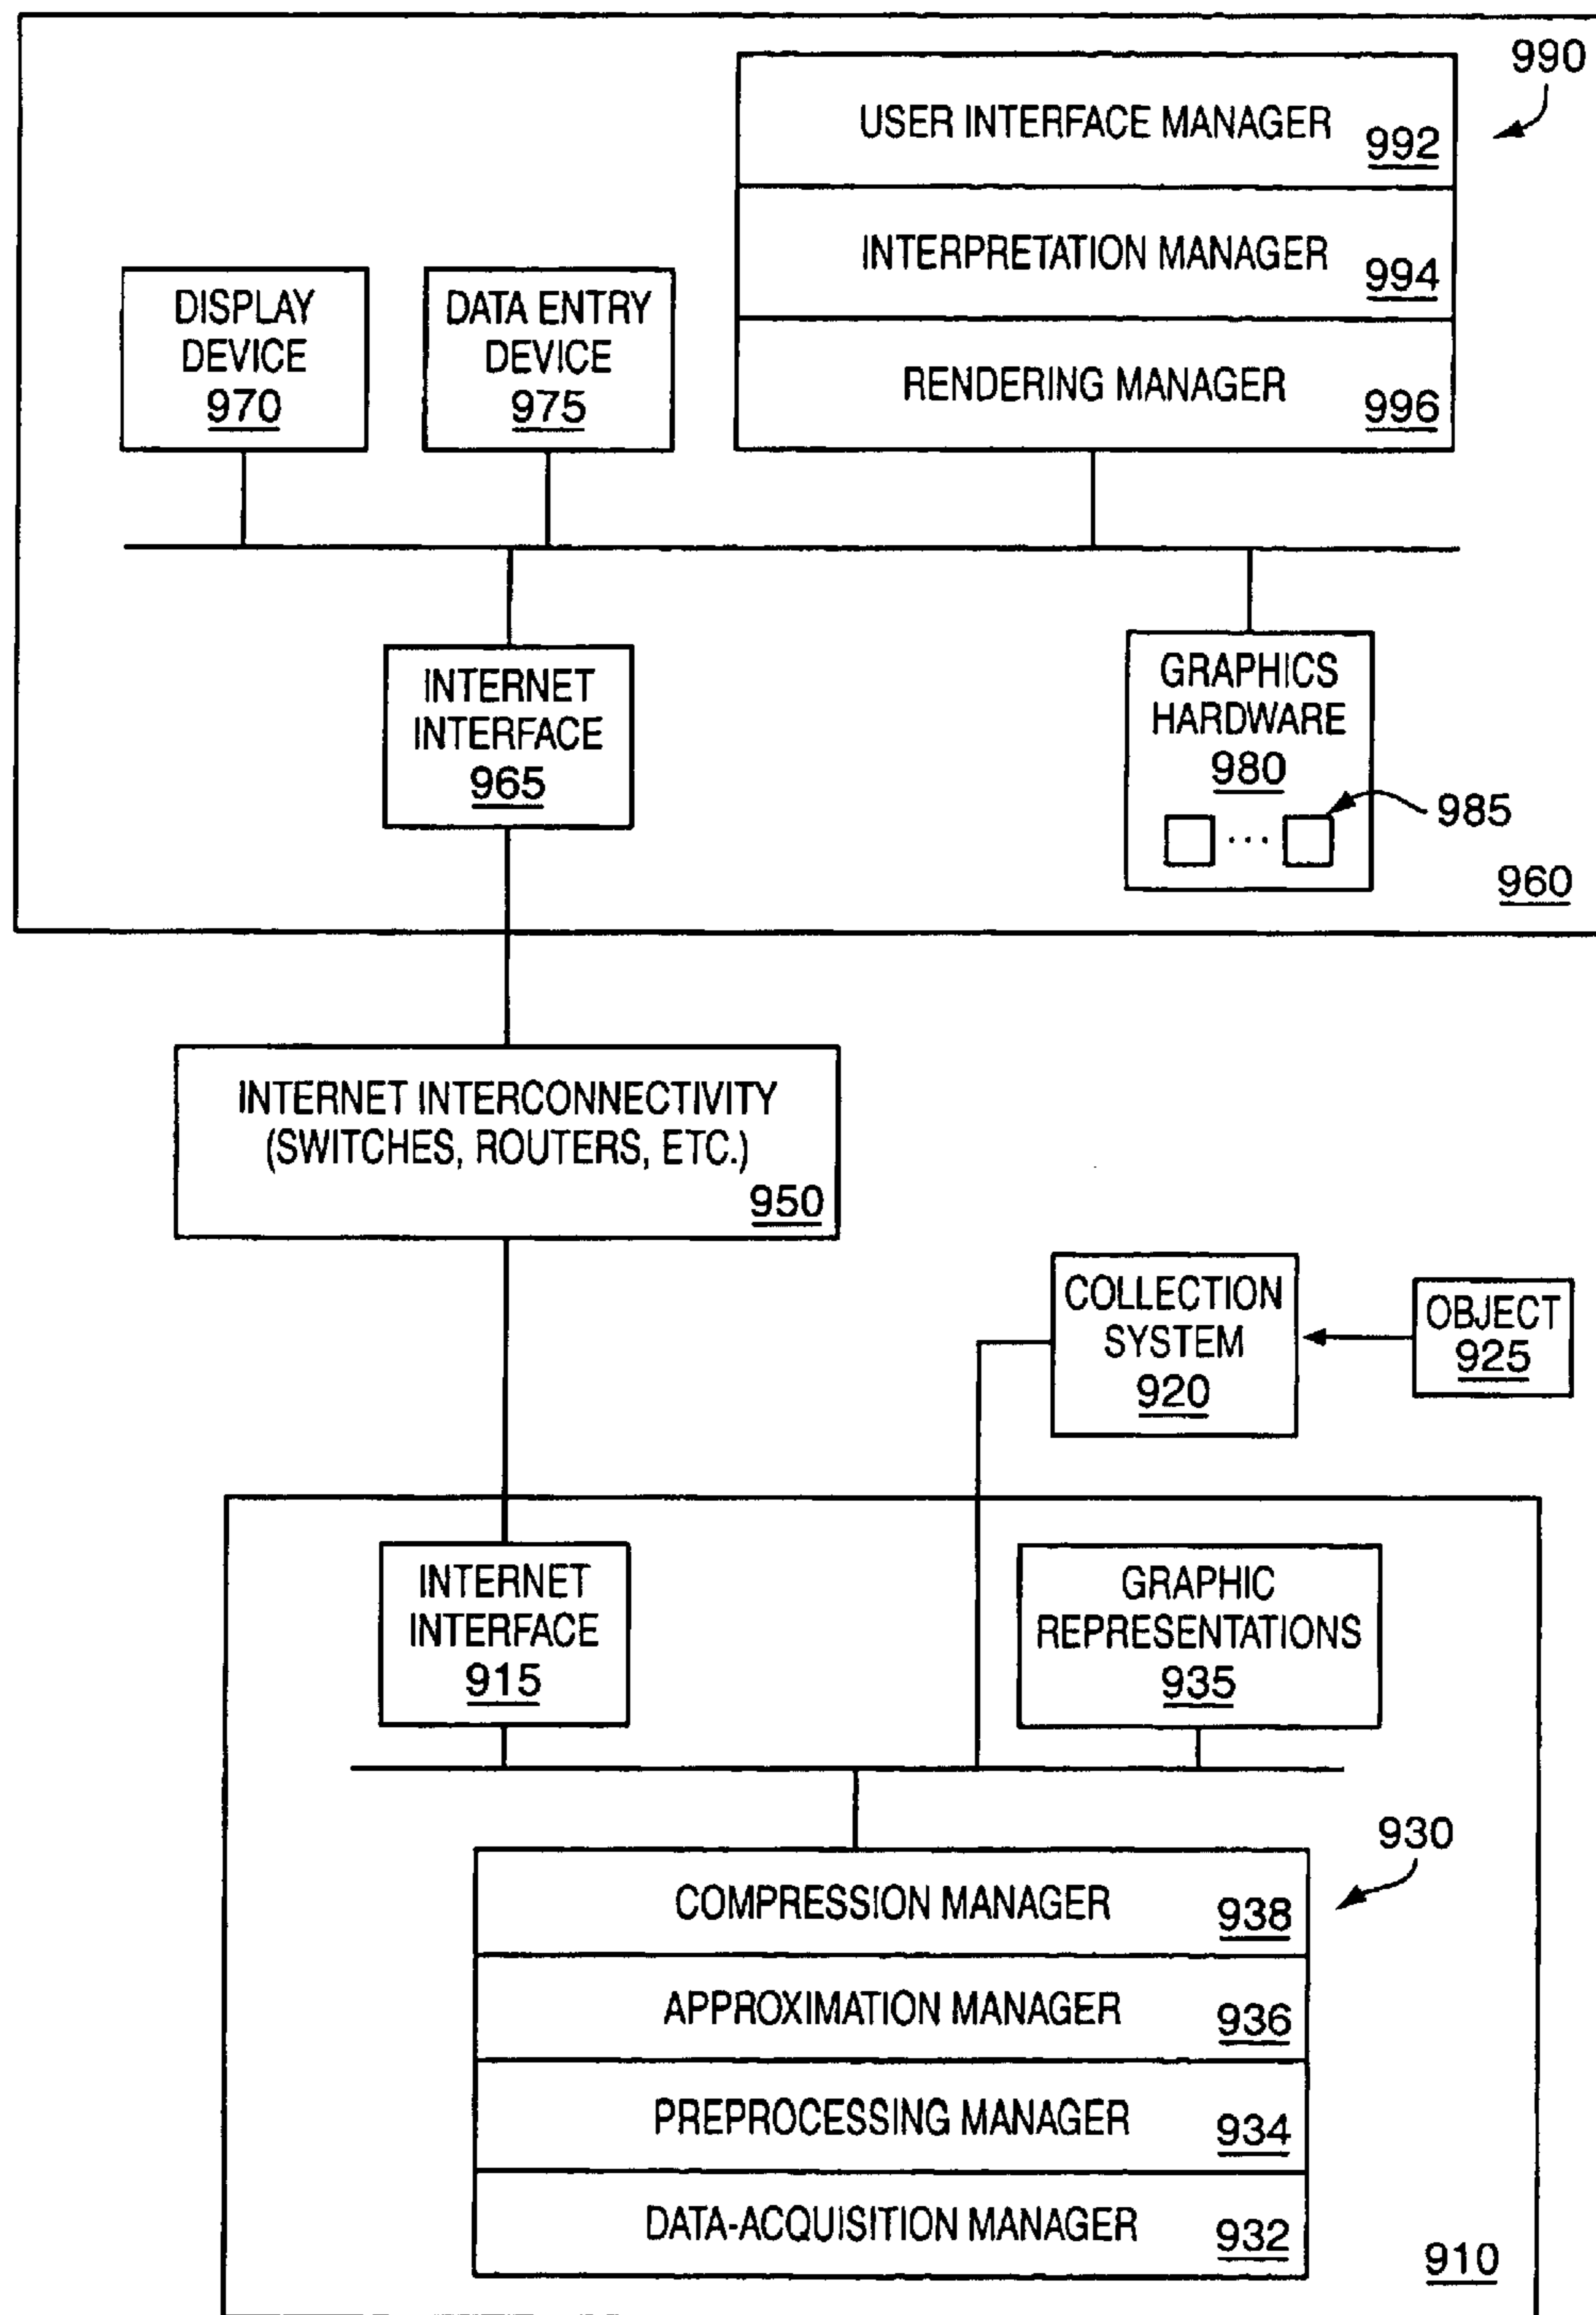 990
USER INTERFACE MANAGER
992
INTERPRETATION MANAGER
994
RENDERING MANAGER
996
DISPLAY
DEVICE
970
DATA ENTRY
DEVICE
975
INTERNET
INTERFACE
965
GRAPHICS
HARDWARE
980
...
985
960
INTERNET INTERCONNECTIVITY
(SWITCHES, ROUTERS, ETC.)
950
COLLECTION
SYSTEM
920
OBJECT
925
INTERNET
INTERFACE
915
GRAPHIC
REPRESENTATIONS
935
930
COMPRESSION MANAGER
938
APPROXIMATION MANAGER
936
PREPROCESSING MANAGER
934
DATA-ACQUISITION MANAGER
932
910